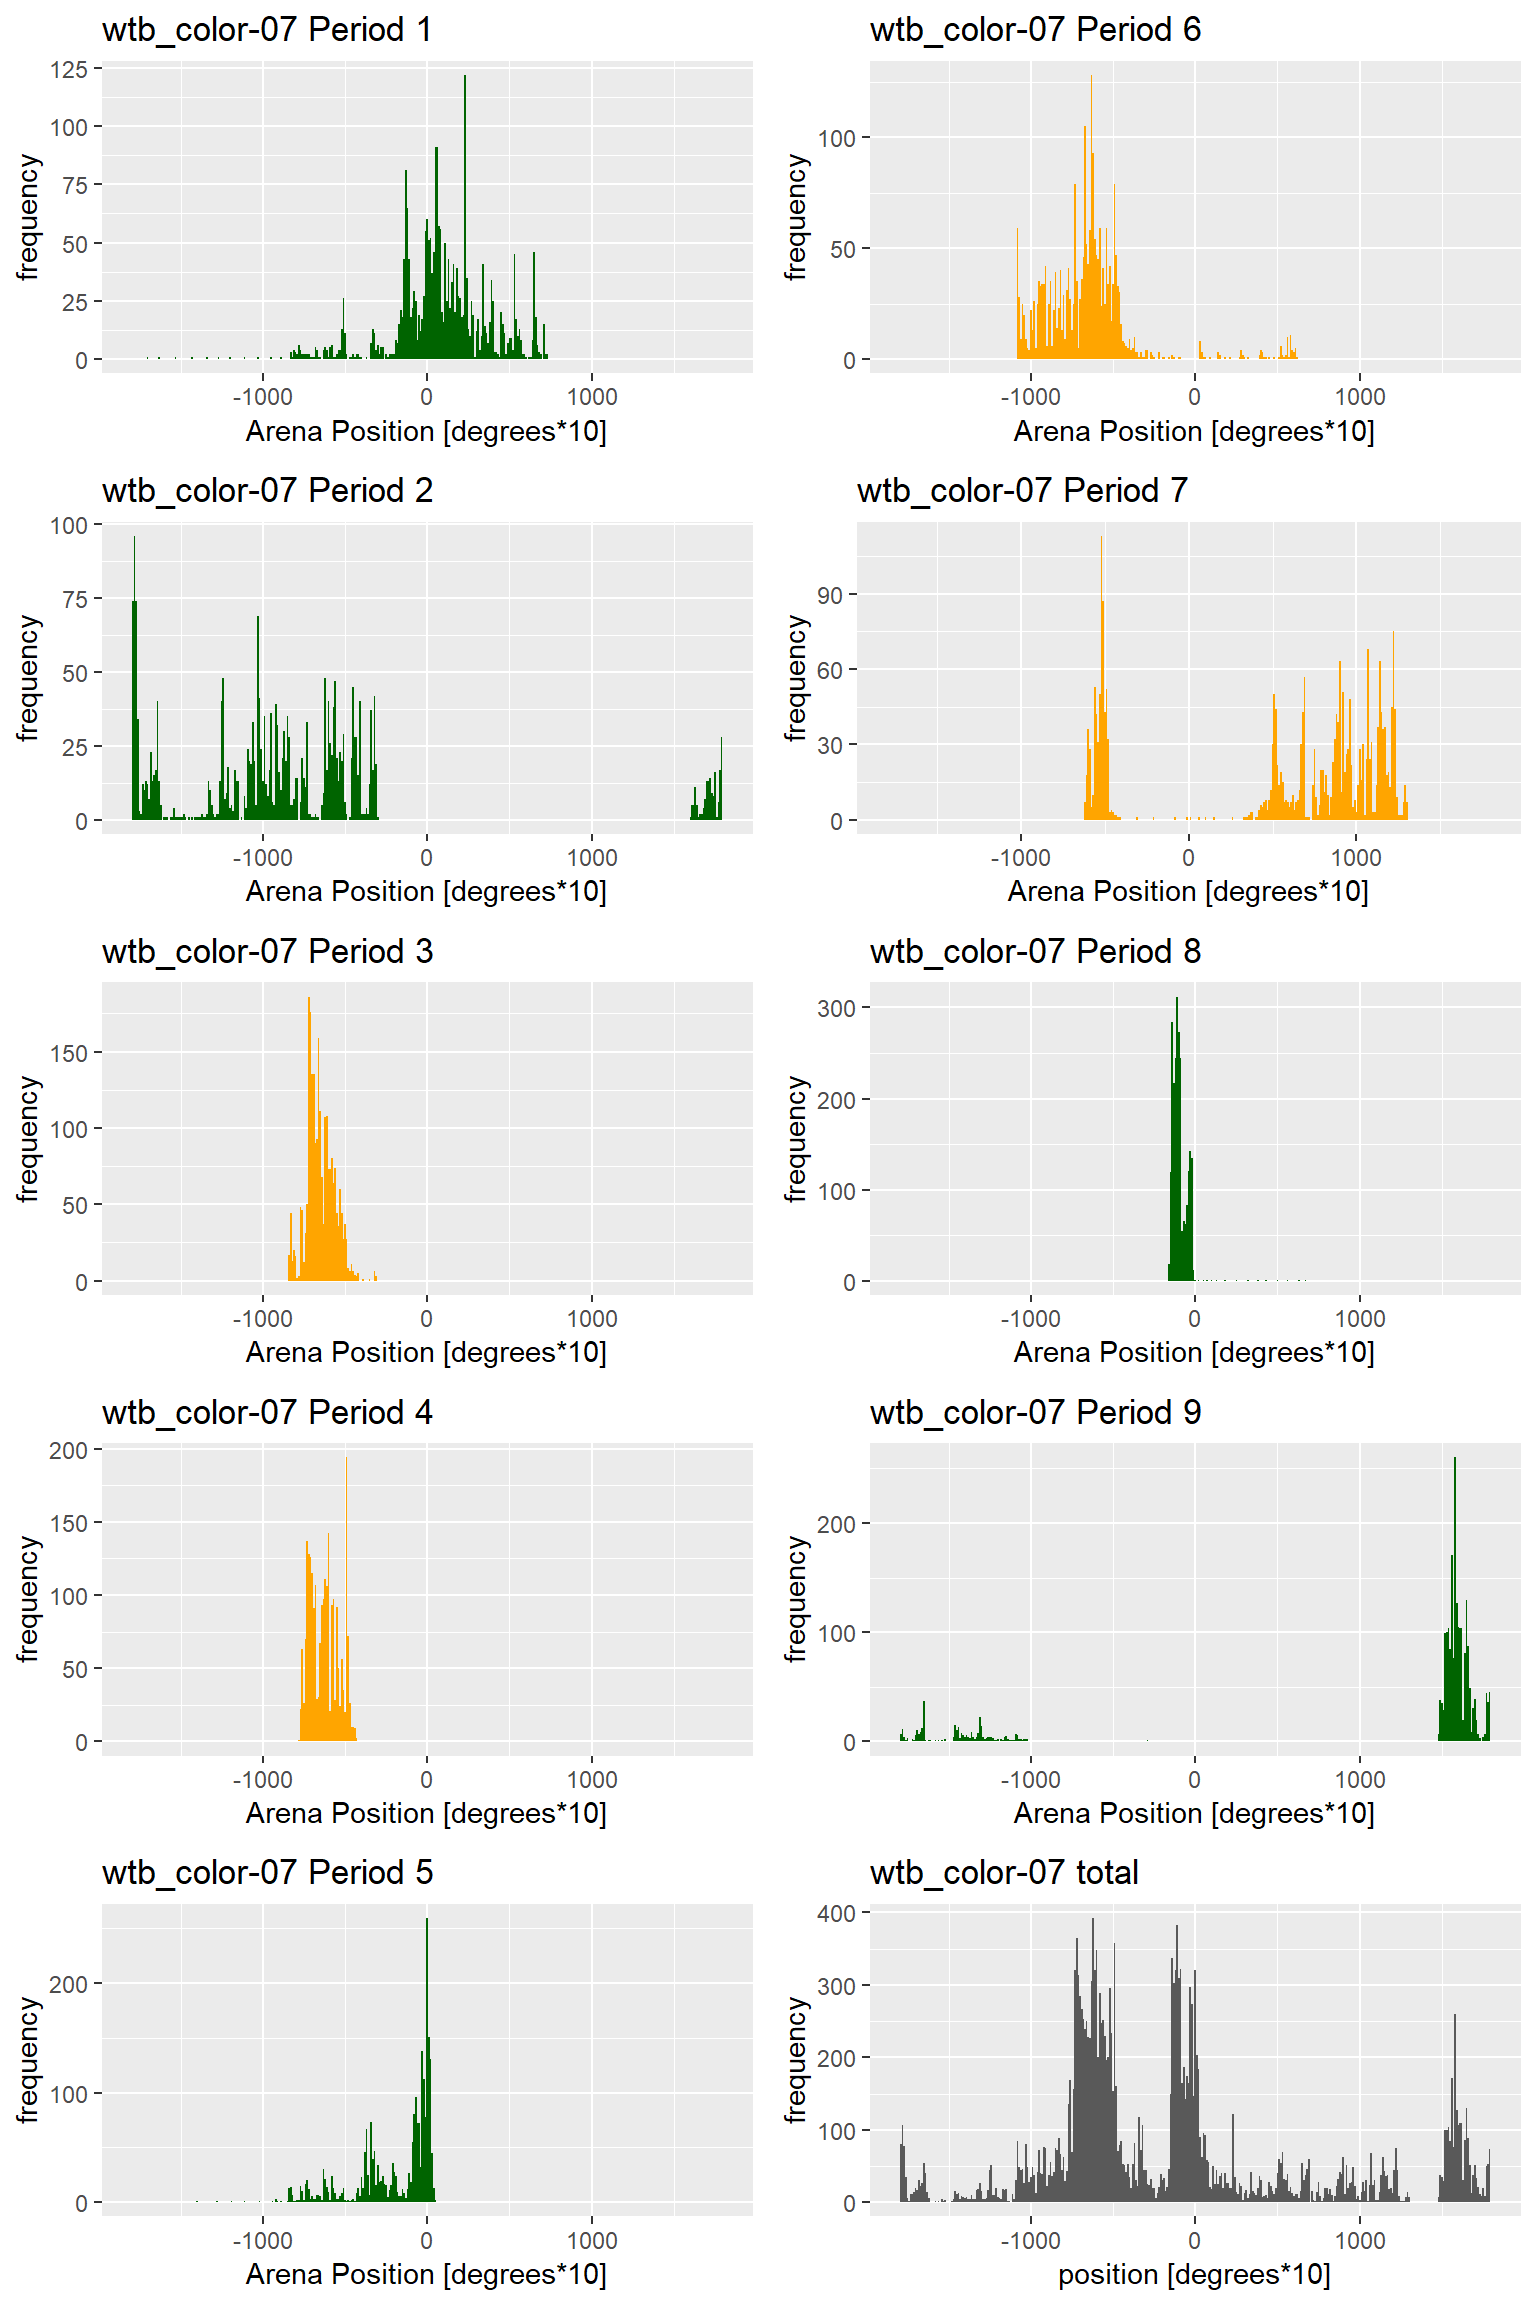 wtb_color-07 Period 1
frequency
125
100
75
50
25
0
-1000 0 1000
Arena Position [degrees*10]
wtb_color-07 Period 2
frequency
100
75
50
25
0
-1000 0 1000
Arena Position [degrees*10]
wtb_color-07 Period 3
frequency
150
100
50
0
-1000 0 1000
Arena Position [degrees*10]
wtb_color-07 Period 4
frequency
200
150
100
50
0
-1000 0 1000
Arena Position [degrees*10]
wtb_color-07 Period 5
frequency
200
100
0
-1000 0 1000
Arena Position [degrees*10]
wtb_color-07 Period 6
frequency
100
50
0
-1000 0 1000
Arena Position [degrees*10]
wtb_color-07 Period 7
frequency
90
60
30
0
-1000 0 1000
Arena Position [degrees*10]
wtb_color-07 Period 8
frequency
300
200
100
0
-1000 0 1000
Arena Position [degrees*10]
wtb_color-07 Period 9
frequency
200
100
0
-1000 0 1000
Arena Position [degrees*10]
wtb_color-07 total
frequency
400
300
200
100
0
-1000 0 1000
position [degrees*10]